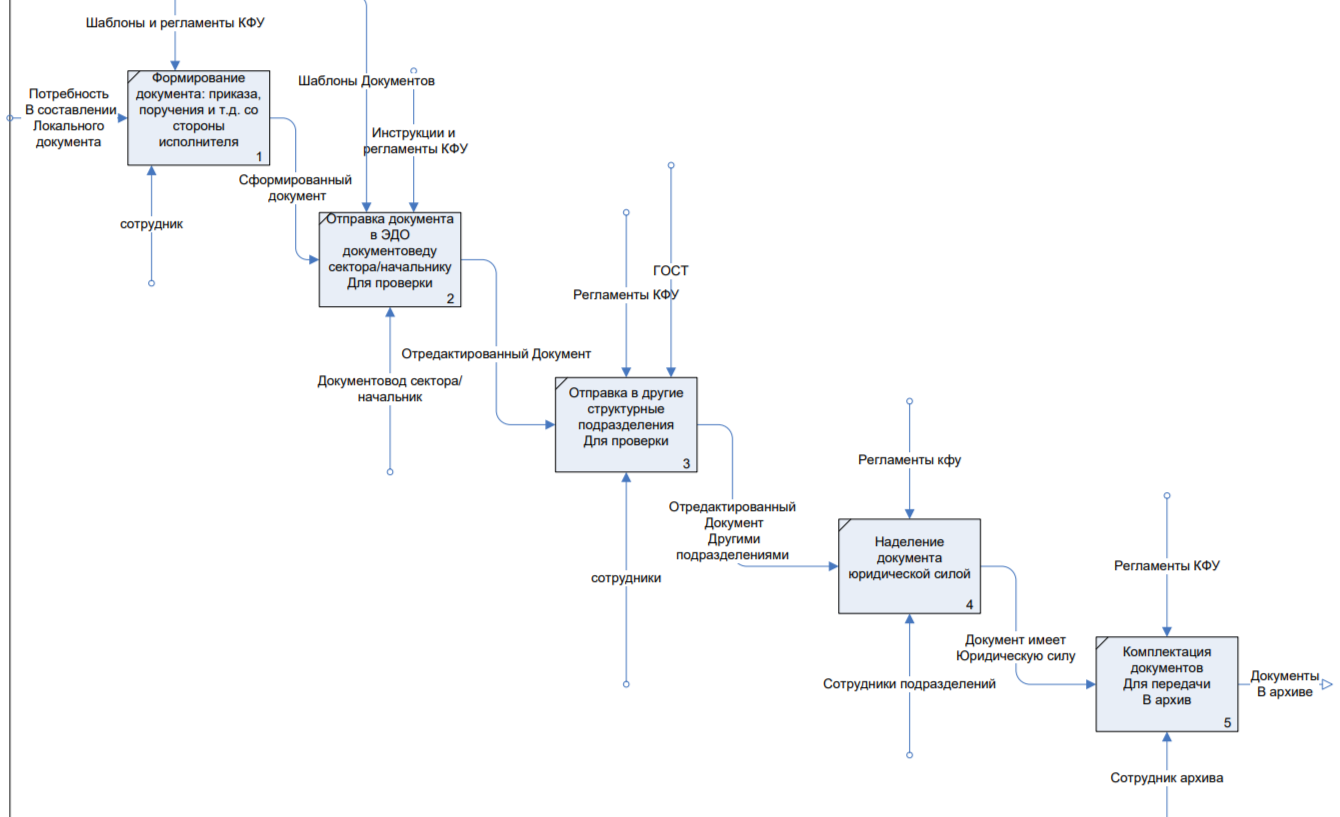 Шаблоны и регламенты КФУ
Потребность
В составлении
Локального
документа
Формирование
документа: приказа,
поручения и т.д. со
стороны
исполнителя
1
сотрудник
Сформированный
документ
Шаблоны Документов
Инструкции и
регламенты КФУ
Отправка документа
в ЭДО
документоведу
сектора/начальнику
Для проверки
2
Документовод сектора/
начальник
Отредактированный Документ
Регламенты КФУ
ГОСТ
Отправка в другие
структурные
подразделения
Для проверки
3
сотрудники
Отредактированный
Документ
Другими
подразделениями
Регламенты кфу
Наделение
документа
юридической силой
4
Сотрудники подразделений
Документ имеет
Юридическую силу
Регламенты КФУ
Комплектация
документов
Для передачи
В архив
5
Сотрудник архива
Документы
В архиве